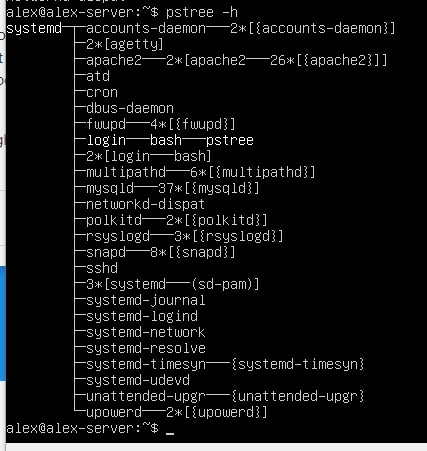 alex@alex-server:~$ pstree -h
systemd─┬─accounts-daemon───2*[{accounts-daemon}]
        ├─2*[agetty]
        ├─apache2───2*[apache2───26*[{apache2}]]
        ├─atd
        ├─cron
        ├─dbus-daemon
        ├─fwupd───4*[{fwupd}]
        ├─login───bash───pstree
        ├─2*[login───bash]
        ├─multipathd───6*[{multipathd}]
        ├─mysqld───37*[{mysqld}]
        ├─networkd-dispat
        ├─polkitd───2*[{polkitd}]
        ├─rsyslogd───3*[{rsyslogd}]
        ├─snapd───8*[{snapd}]
        ├─sshd
        ├─3*[systemd───(sd-pam)]
        ├─systemd-journal
        ├─systemd-logind
        ├─systemd-network
        ├─systemd-resolve
        ├─systemd-timesyn───{systemd-timesyn}
        ├─systemd-udevd
        ├─unattended-upgr───{unattended-upgr}
        └─upowerd───2*[{upowerd}]
alex@alex-server:~$ _